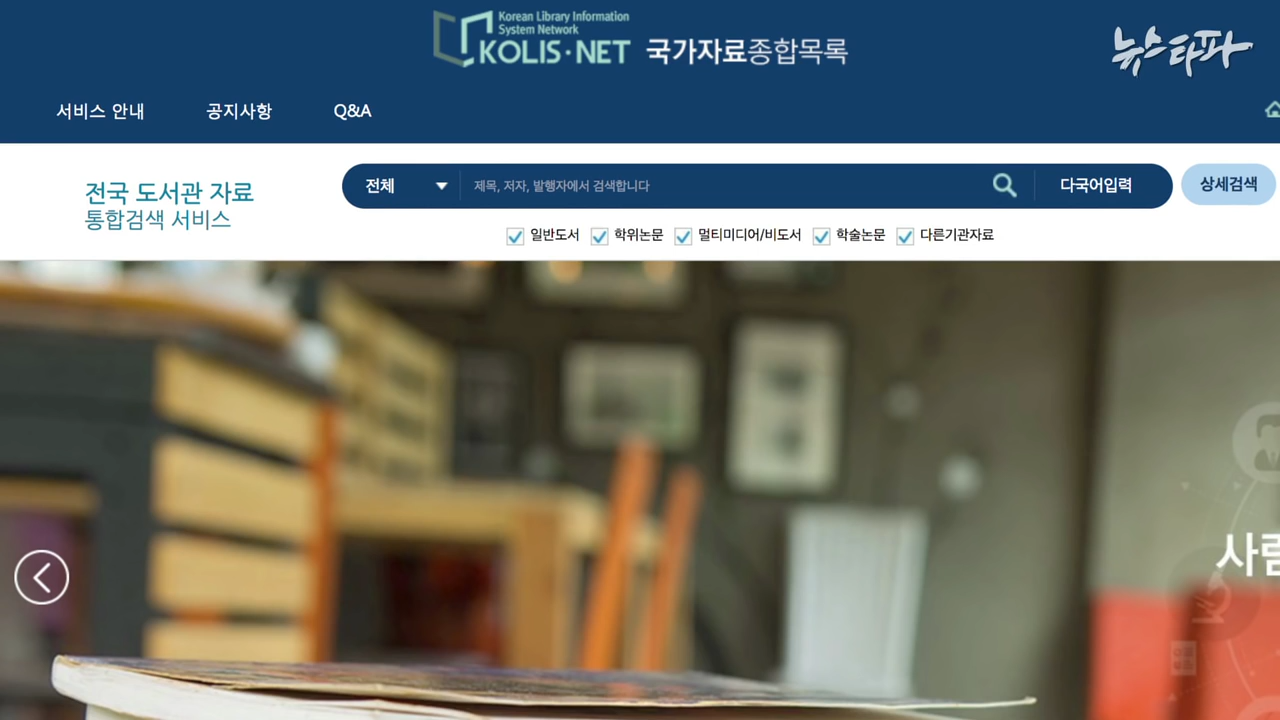 Korean Library Information
System Network
KOLIS·NET 국가자료종합목록
뉴스타파
서비스 안내 공지사항 Q&A
전국 도서관 자료
통합검색 서비스
전체 제목, 저자, 발행자에서 검색합니다 다국어입력 상세검색
일반도서 학위논문 멀티미디어/비도서 학술논문 다른기관자료